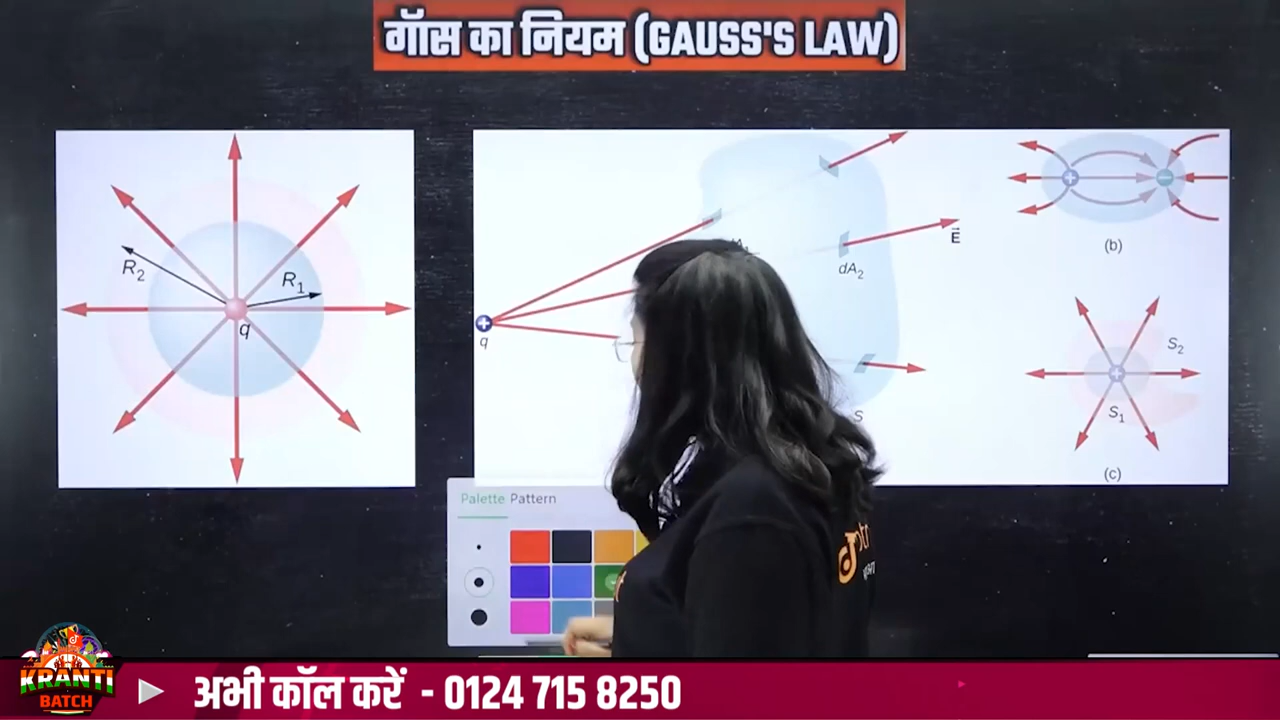 गॉस का नियम (GAUSS'S LAW)
R₂
R₁
q
q
dA₂
E⃗
S
(b)
S₂
S₁
(c)
Palette Pattern
KRANTI
BATCH
अभी कॉल करें - 0124 715 8250